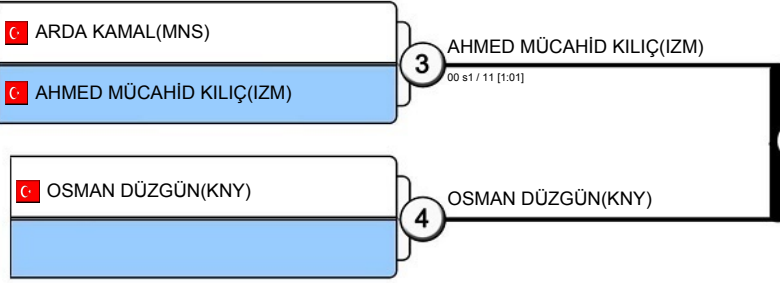 ARDA KAMAL(MNS)
AHMED MÜCAHİD KILIÇ(IZM)
3
AHMED MÜCAHİD KILIÇ(IZM)
00 s1 / 11 [1:01]
OSMAN DÜZGÜN(KNY)
4
OSMAN DÜZGÜN(KNY)